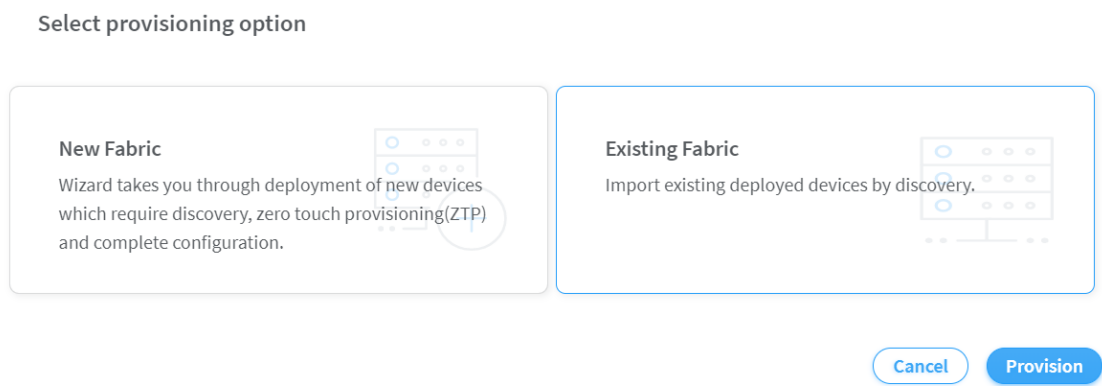 Select provisioning option
New Fabric
Wizard takes you through deployment of new devices
which require discovery, zero touch provisioning(ZTP)
and complete configuration.
Existing Fabric
Import existing deployed devices by discovery.
Cancel
Provision